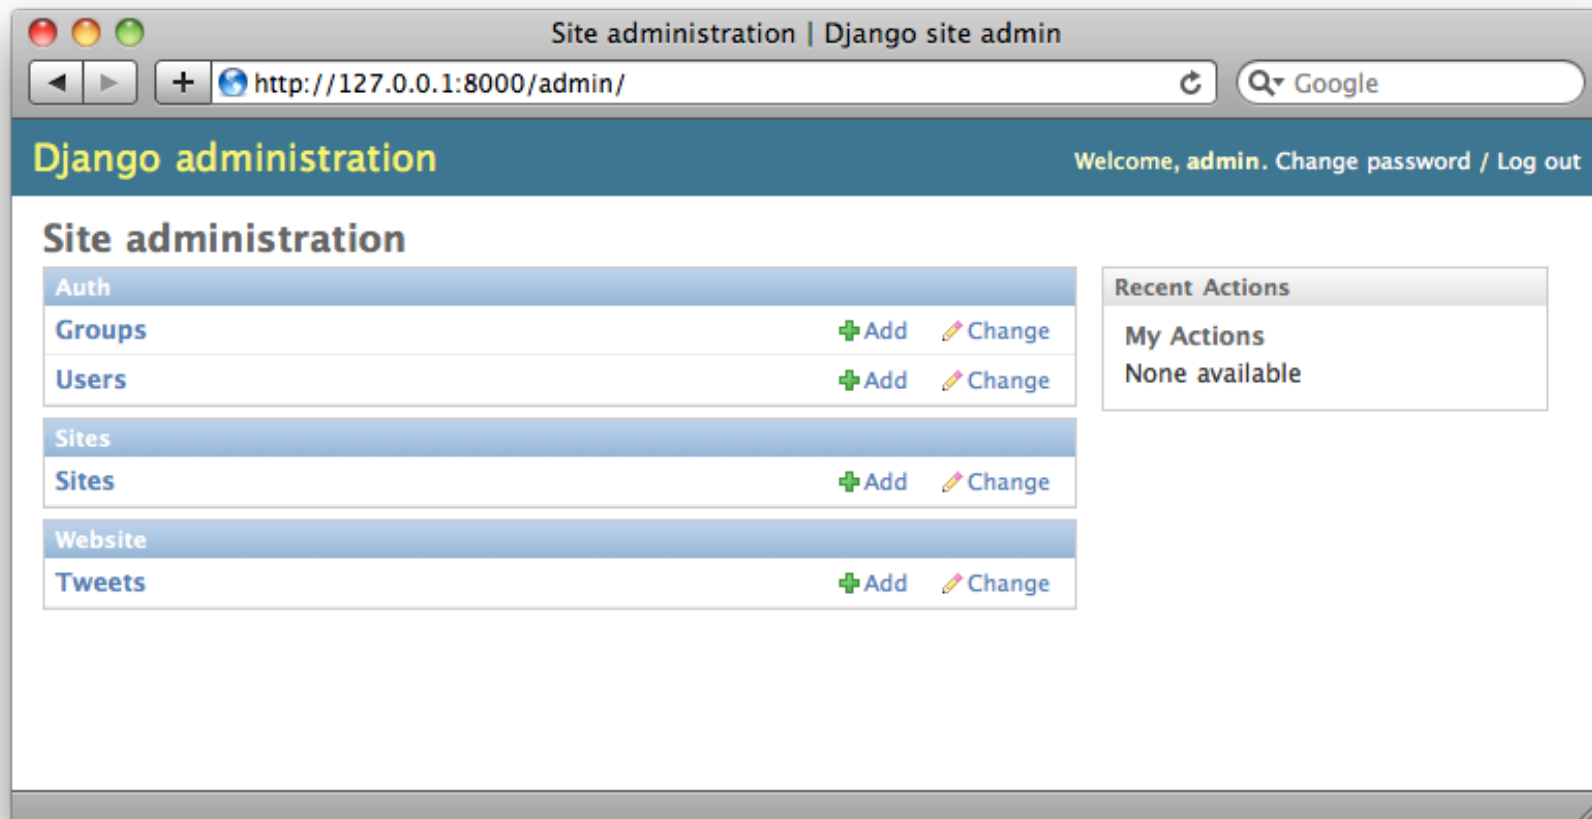 Site administration | Django site admin
http://127.0.0.1:8000/admin/
Google
Django administration
Welcome, admin. Change password / Log out
Site administration
Auth
Groups Add Change
Users Add Change
Sites
Sites Add Change
Website
Tweets Add Change
Recent Actions
My Actions
None available